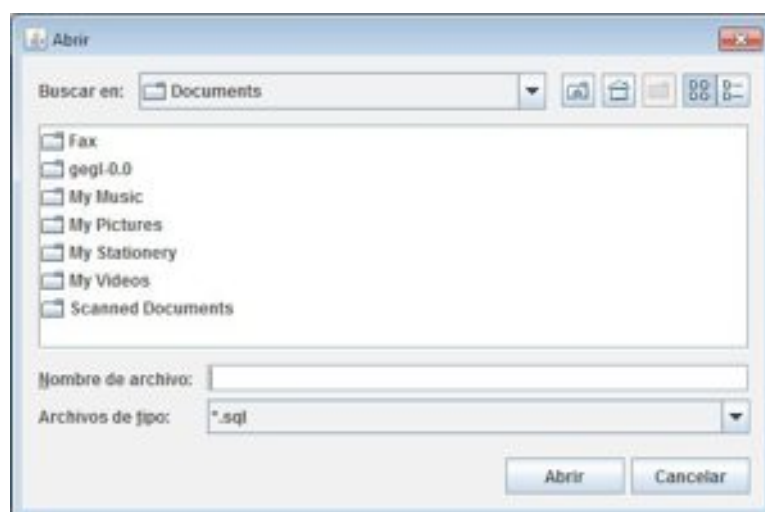 Abrir
Buscar en: Documents
Fax
gegl-0.0
My Music
My Pictures
My Stationery
My Videos
Scanned Documents
Nombre de archivo:
Archivos de tipo: *.sql
Abrir Cancelar